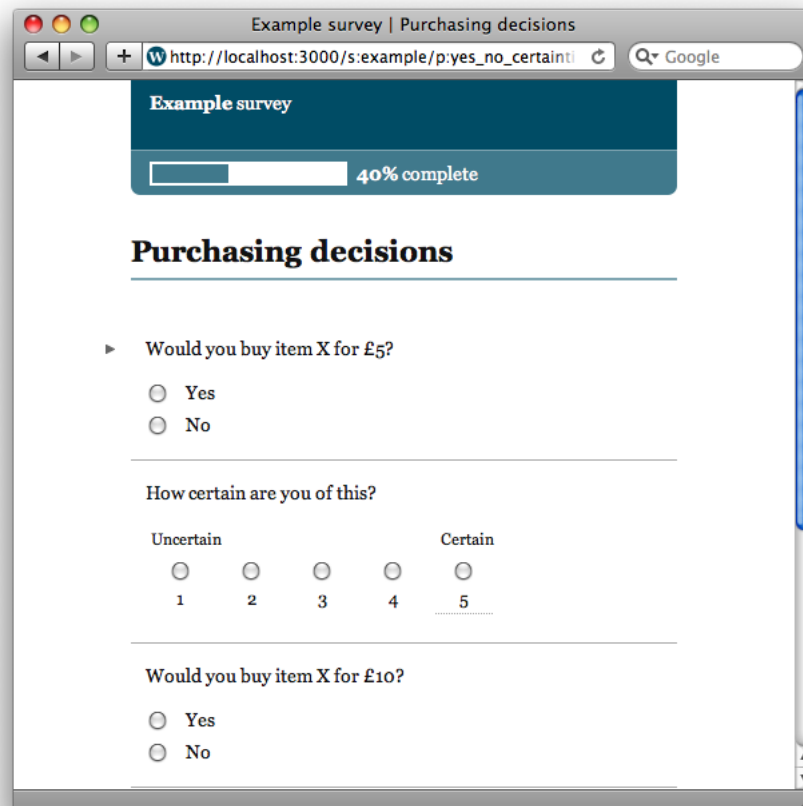 Example survey | Purchasing decisions
+ W http://localhost:3000/s:example/p:yes_no_certainti Google
Example survey
40% complete
Purchasing decisions
Would you buy item X for £5?
Yes
No
How certain are you of this?
Uncertain Certain
1 2 3 4 5
Would you buy item X for £10?
Yes
No